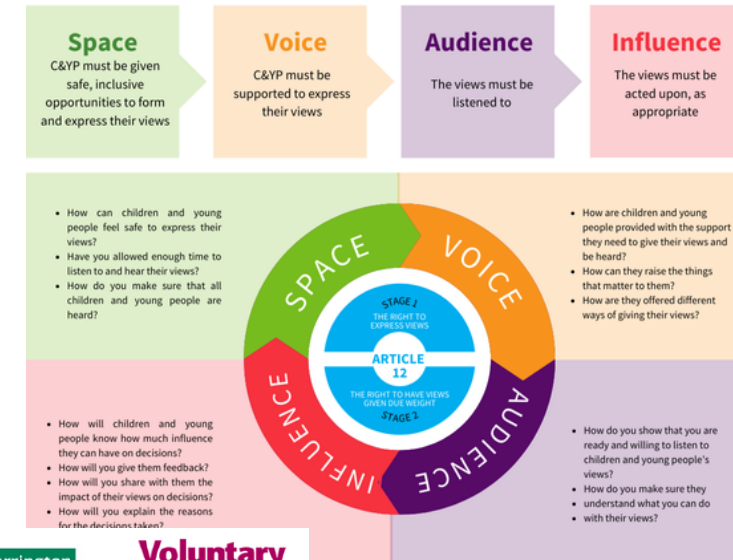 Space
C&YP must be given
safe, inclusive
opportunities to form
and express their views
Voice
C&YP must be
supported to express
their views
Audience
The views must be
listened to
Influence
The views must be
acted upon, as
appropriate
• How can children and young
people feel safe to express their
views?
• Have you allowed enough time to
listen to and hear their views?
• How do you make sure that all
children and young people are
heard?
• How are children and young
people provided with the support
they need to give their views and
be heard?
• How can they raise the things
that matter to them?
• How are they offered different
ways of giving their views?
SPACE
VOICE
AUDIENCE
INFLUENCE
STAGE 1
THE RIGHT TO
EXPRESS VIEWS
ARTICLE
12
THE RIGHT TO HAVE VIEWS
GIVEN DUE WEIGHT
STAGE 2
• How will children and young
people know how much influence
they can have on decisions?
• How will you give them feedback?
• How will you share with them the
impact of their views on decisions?
• How will you explain the reasons
for the decisions taken?
• How do you show that you are
ready and willing to listen to
children and young people's
views?
• How do you make sure they
• understand what you can do
• with their views?
Voluntary